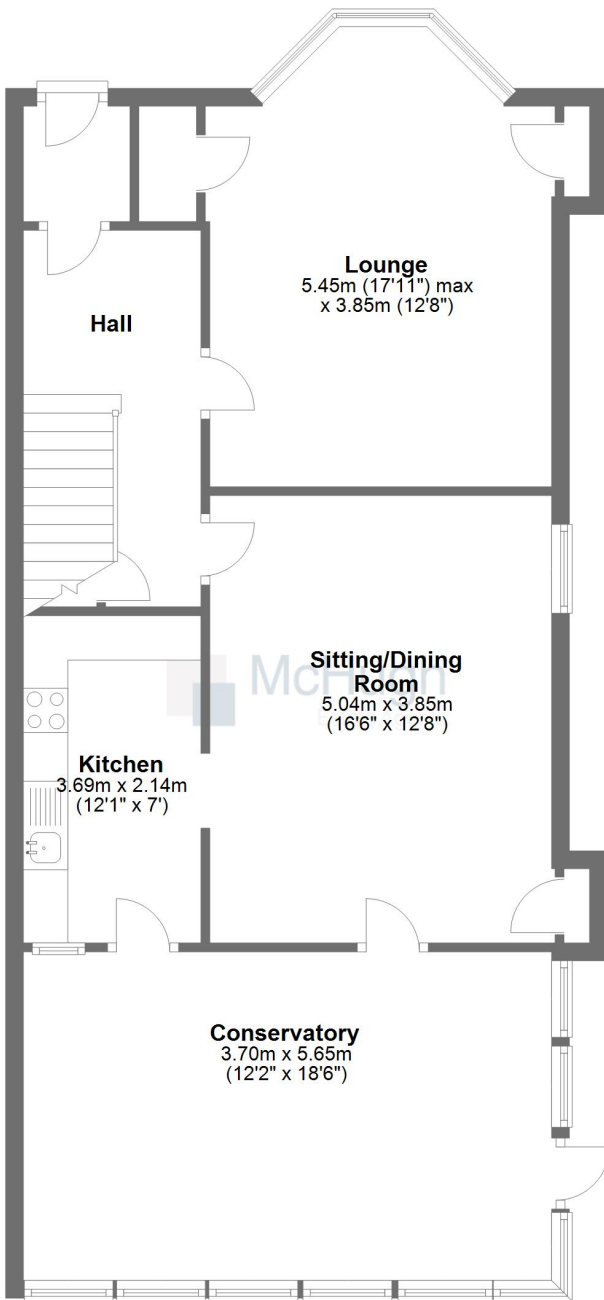 Lounge
5.45m (17'11") max
x 3.85m (12'8")
Hall
Sitting/Dining
Room
5.04m x 3.85m
(16'6" x 12'8")
McHugh
Kitchen
3.69m x 2.14m
(12'1" x 7')
Conservatory
3.70m x 5.65m
(12'2" x 18'6")